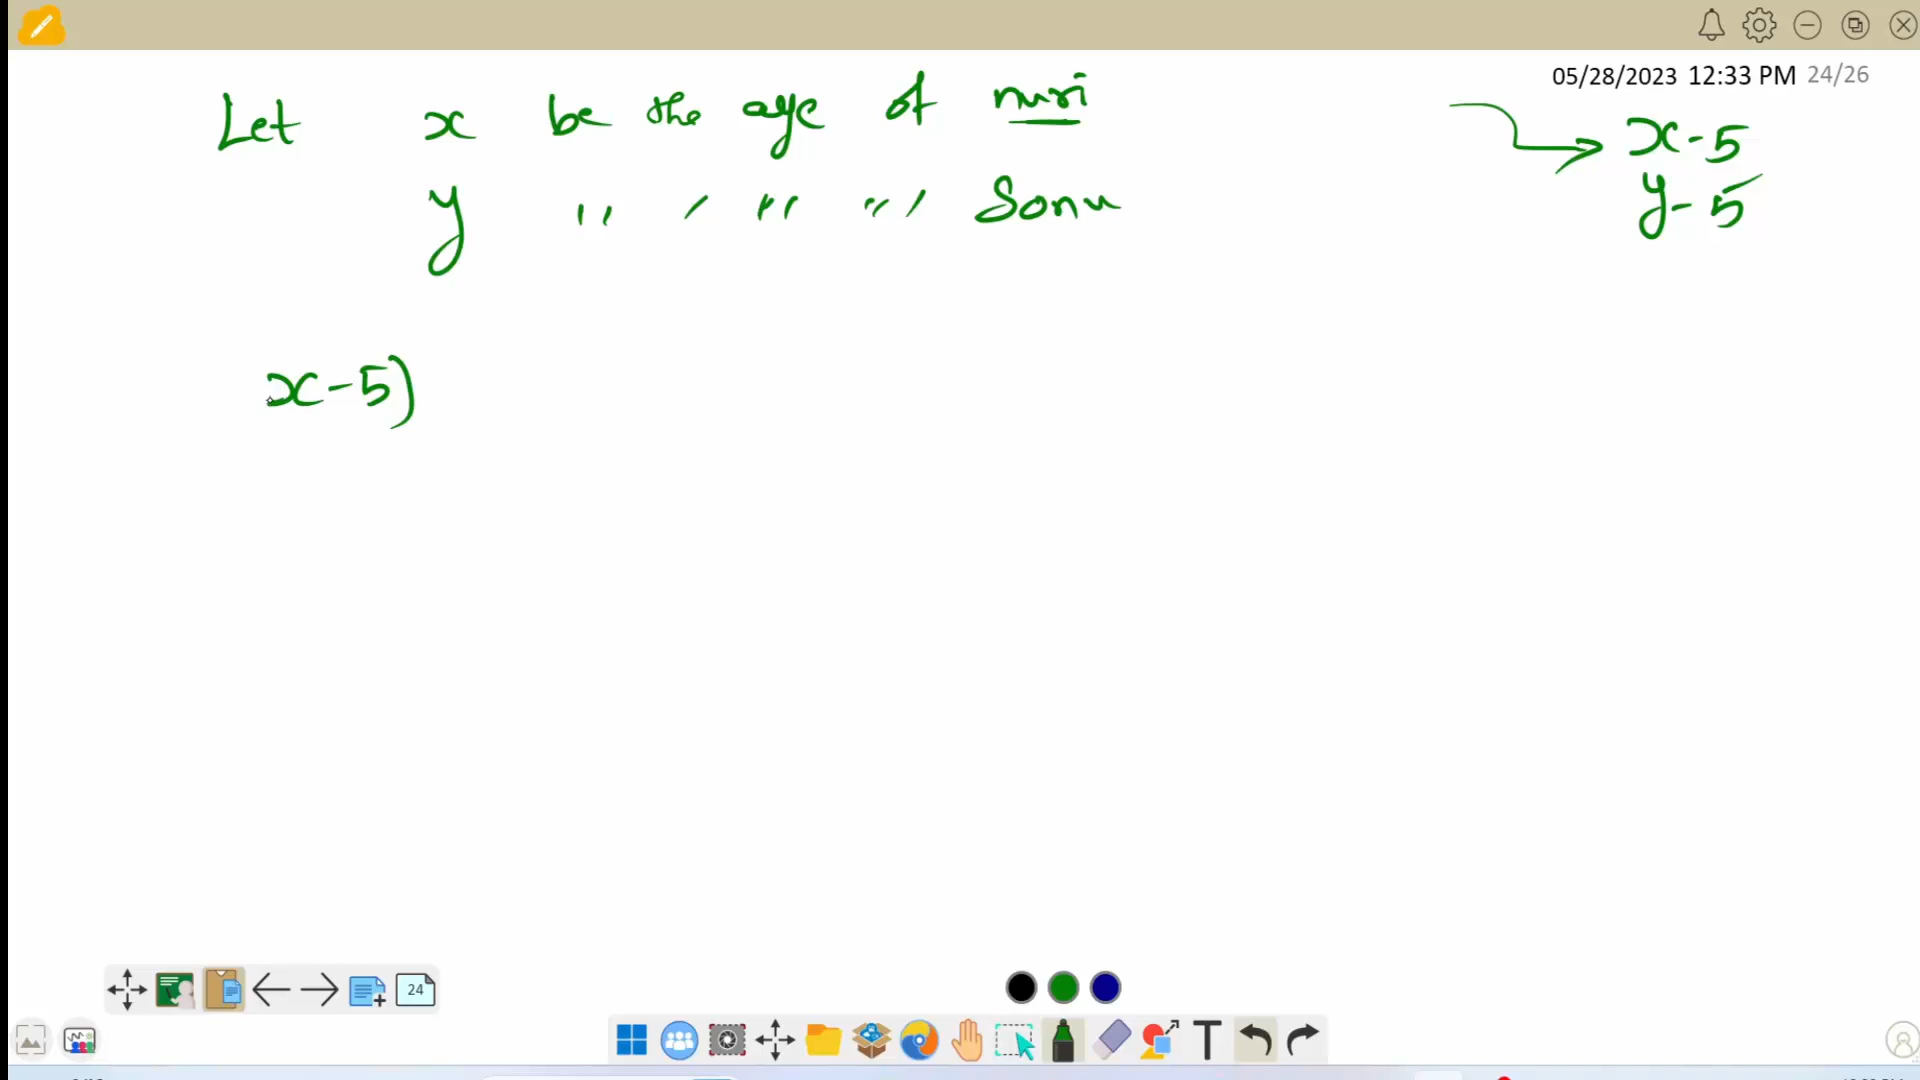 05/28/2023 12:33 PM 24/26
Let x be the age of nuri
y ,, , ,, ,, , Sonu
x-5
y-5
x-5)
24
T